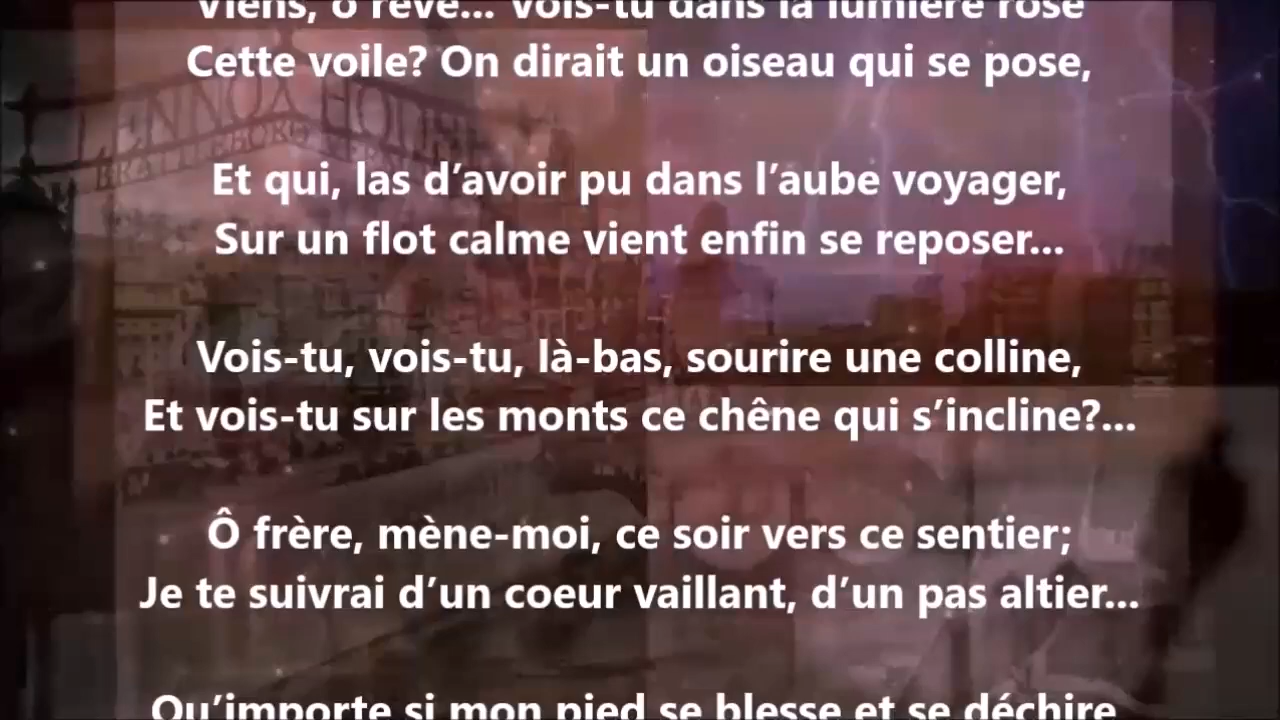 Viens, ô rêve... Vois-tu dans la lumière rose
Cette voile? On dirait un oiseau qui se pose,
Et qui, las d’avoir pu dans l’aube voyager,
Sur un flot calme vient enfin se reposer...
Vois-tu, vois-tu, là-bas, sourire une colline,
Et vois-tu sur les monts ce chêne qui s’incline?...
Ô frère, mène-moi, ce soir vers ce sentier;
Je te suivrai d’un coeur vaillant, d’un pas altier...
Qu’importe si mon pied se blesse et se déchire
HOUSE